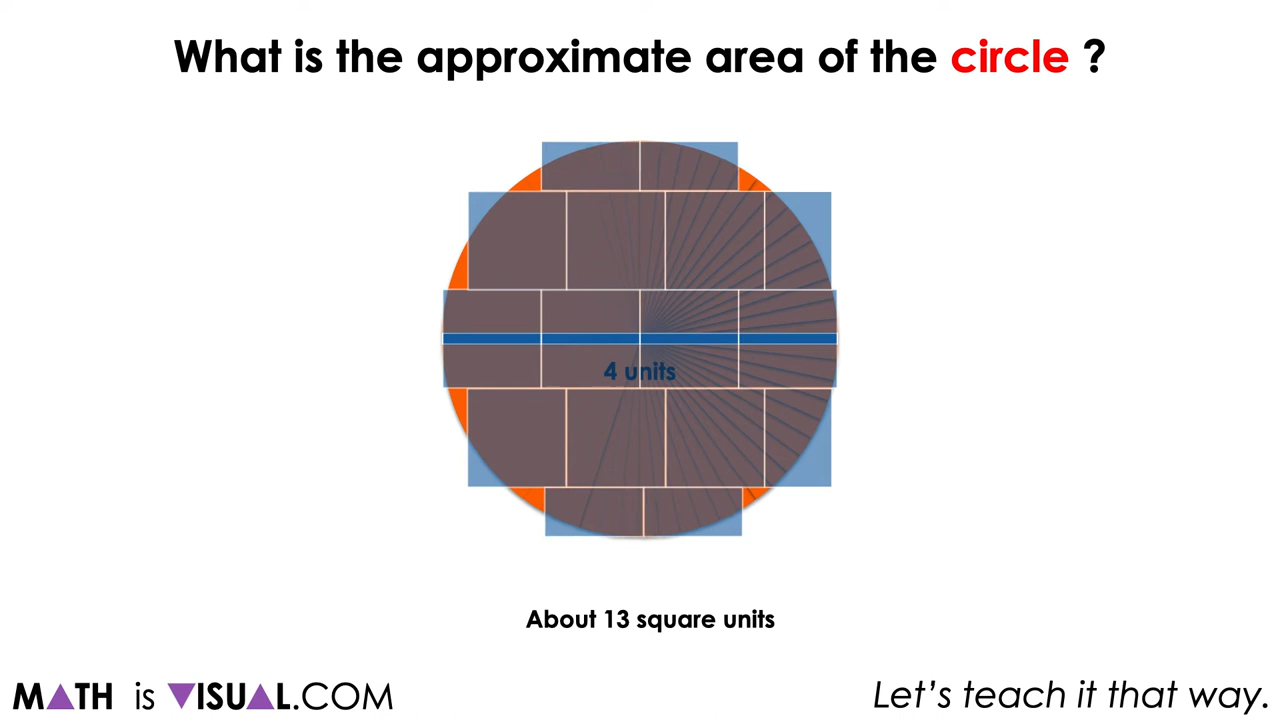 What is the approximate area of the circle ?
4 units
About 13 square units
MATH is VISUAL.COM
Let's teach it that way.